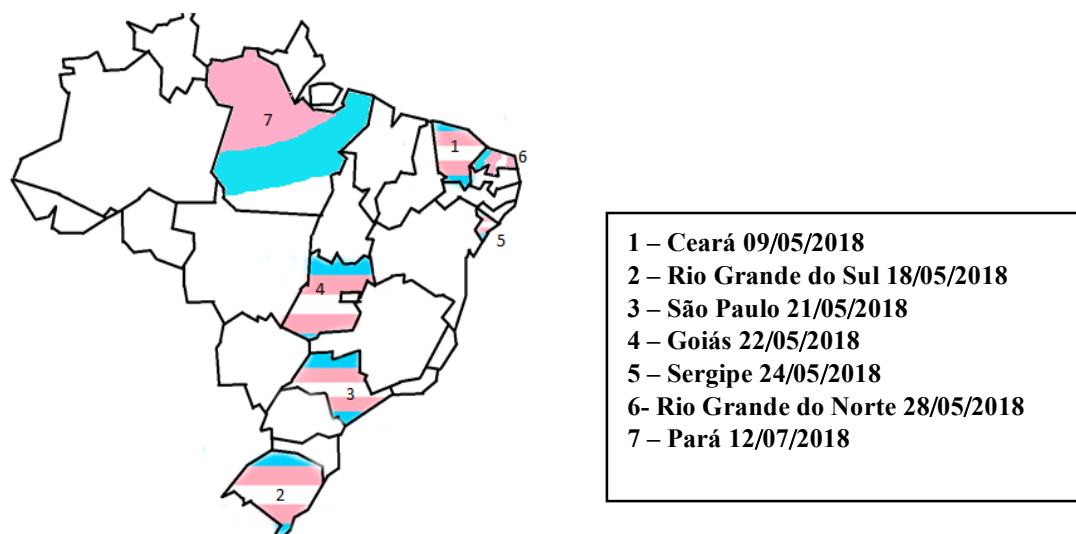 7
1
6
5
4
3
2
1 – Ceará 09/05/2018
2 – Rio Grande do Sul 18/05/2018
3 – São Paulo 21/05/2018
4 – Goiás 22/05/2018
5 – Sergipe 24/05/2018
6- Rio Grande do Norte 28/05/2018
7 – Pará 12/07/2018